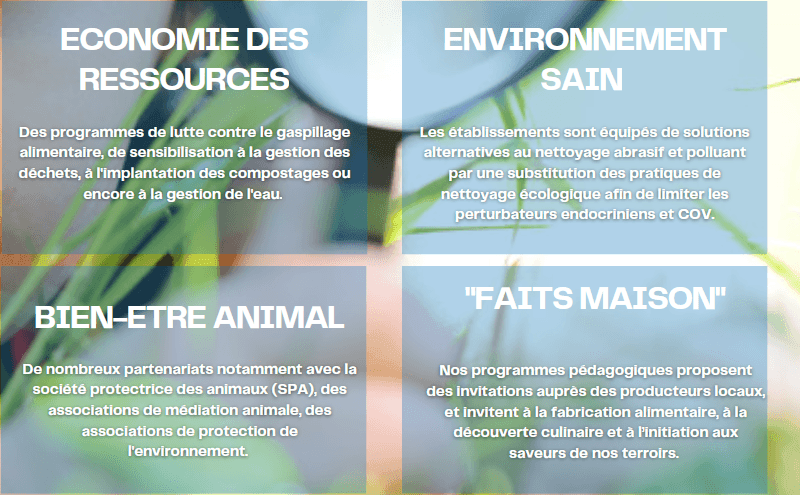 ECONOMIE DES
RESSOURCES
Des programmes de lutte contre le gaspillage
alimentaire, de sensibilisation à la gestion des
déchets, à l'implantation des compostages ou
encore à la gestion de l'eau.
ENVIRONNEMENT
SAIN
Les établissements sont équipés de solutions
alternatives au nettoyage abrasif et polluant
par une substitution des pratiques de
nettoyage écologique afin de limiter les
perturbateurs endocriniens et COV.
BIEN-ETRE ANIMAL
De nombreux partenariats notamment avec la
société protectrice des animaux (SPA), des
associations de médiation animale, des
associations de protection de
l'environnement.
"FAITS MAISON"
Nos programmes pédagogiques proposent
des invitations auprès des producteurs locaux,
et invitent à la fabrication alimentaire, à la
découverte culinaire et à l'initiation aux
saveurs de nos terroirs.